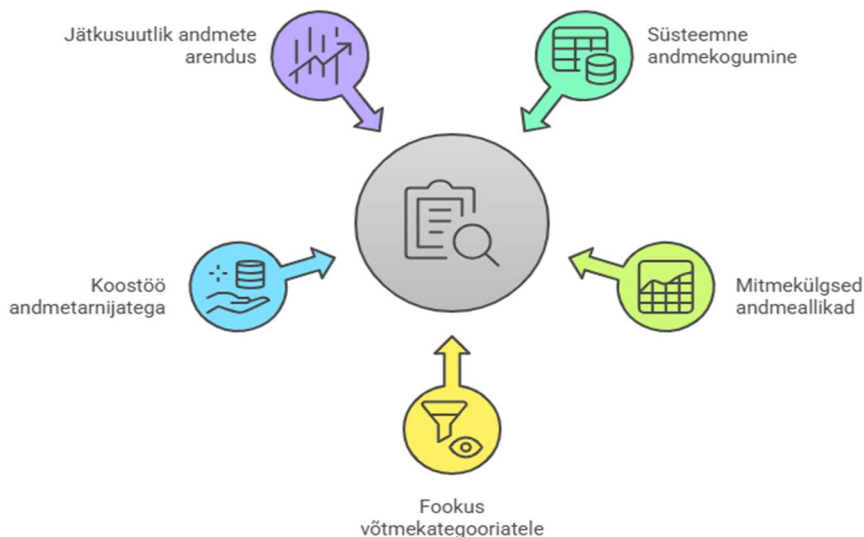 Jätkusuutlik andmete
arendus
Süsteemne
andmekogumine
Koostöö
andmetarnijatega
Mitmekülgsed
andmeallikad
Fookus
võtmekategooriatele